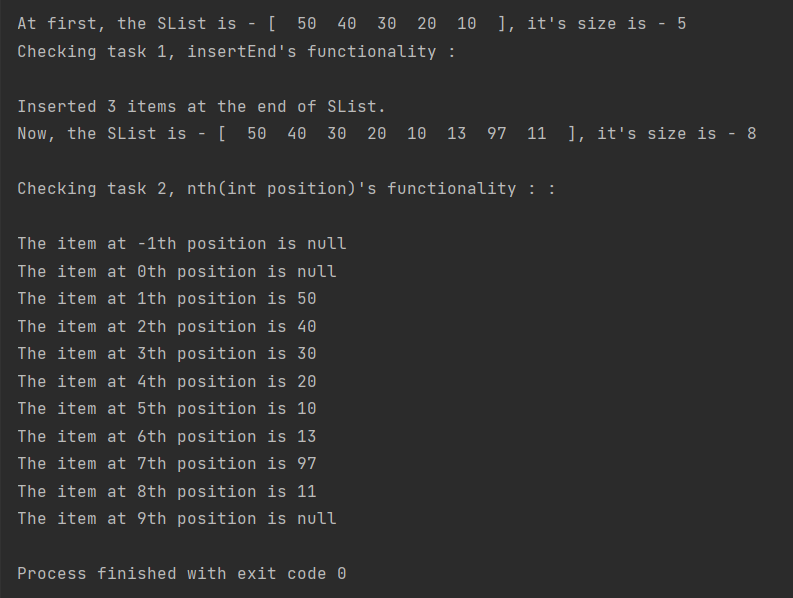 At first, the SList is - [  50  40  30  20  10  ], it's size is - 5
Checking task 1, insertEnd's functionality :
Inserted 3 items at the end of SList.
Now, the SList is - [  50  40  30  20  10  13  97  11  ], it's size is - 8
Checking task 2, nth(int position)'s functionality : :
The item at -1th position is null
The item at 0th position is null
The item at 1th position is 50
The item at 2th position is 40
The item at 3th position is 30
The item at 4th position is 20
The item at 5th position is 10
The item at 6th position is 13
The item at 7th position is 97
The item at 8th position is 11
The item at 9th position is null
Process finished with exit code 0